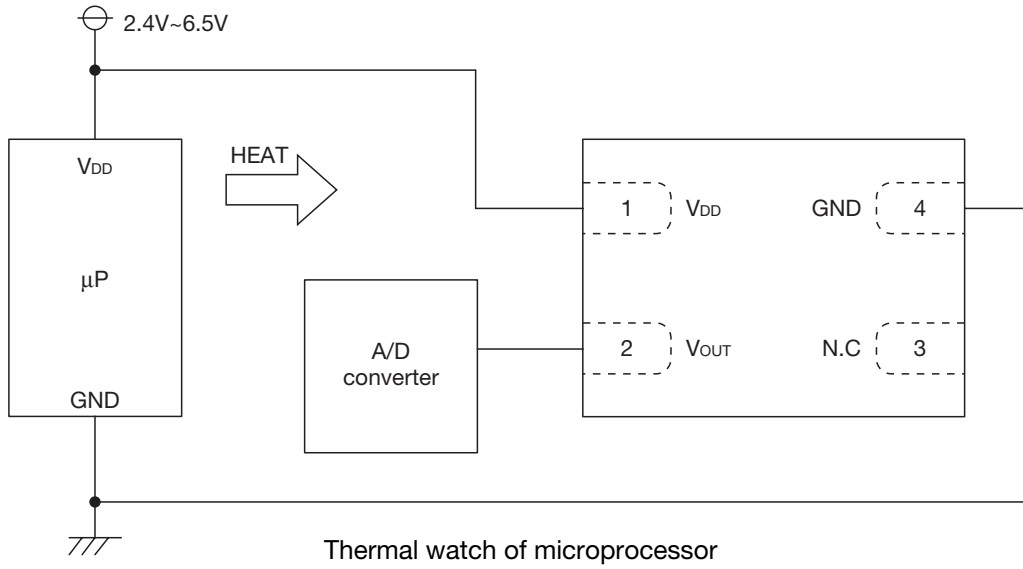 2.4V~6.5V
VDD
HEAT
1 VDD GND 4
μP
A/D
converter
2 VOUT N.C 3
GND
Thermal watch of microprocessor